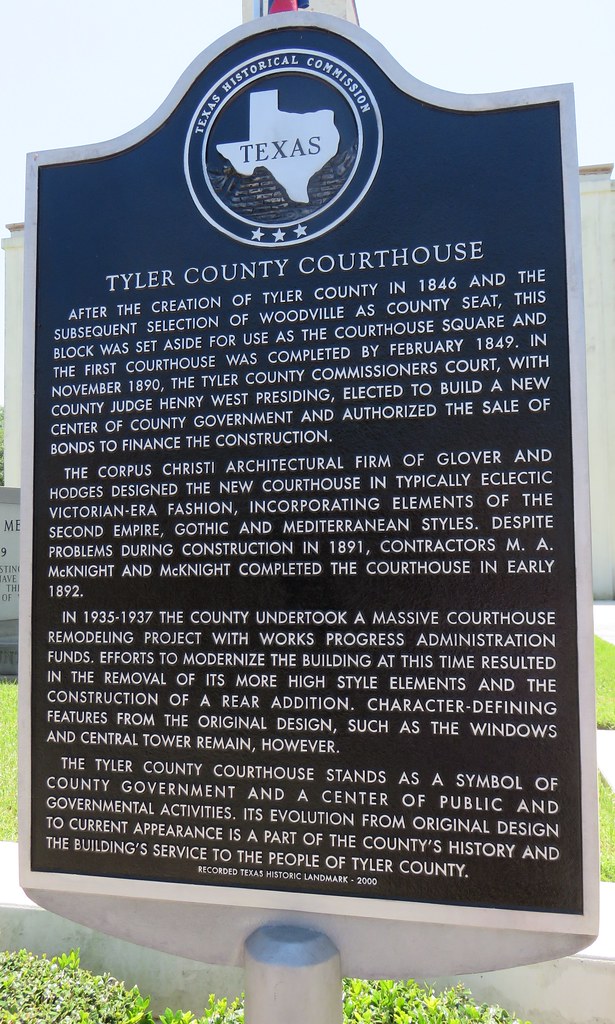 TEXAS HISTORICAL COMMISSION
TEXAS
TYLER COUNTY COURTHOUSE
AFTER THE CREATION OF TYLER COUNTY IN 1846 AND THE
SUBSEQUENT SELECTION OF WOODVILLE AS COUNTY SEAT, THIS
BLOCK WAS SET ASIDE FOR USE AS THE COURTHOUSE SQUARE AND
THE FIRST COURTHOUSE WAS COMPLETED BY FEBRUARY 1849. IN
NOVEMBER 1890, THE TYLER COUNTY COMMISSIONERS COURT, WITH
COUNTY JUDGE HENRY WEST PRESIDING, ELECTED TO BUILD A NEW
CENTER OF COUNTY GOVERNMENT AND AUTHORIZED THE SALE OF
BONDS TO FINANCE THE CONSTRUCTION.
THE CORPUS CHRISTI ARCHITECTURAL FIRM OF GLOVER AND
HODGES DESIGNED THE NEW COURTHOUSE IN TYPICALLY ECLECTIC
VICTORIAN-ERA FASHION, INCORPORATING ELEMENTS OF THE
SECOND EMPIRE, GOTHIC AND MEDITERRANEAN STYLES. DESPITE
PROBLEMS DURING CONSTRUCTION IN 1891, CONTRACTORS M. A.
McKNIGHT AND McKNIGHT COMPLETED THE COURTHOUSE IN EARLY
1892.
IN 1935-1937 THE COUNTY UNDERTOOK A MASSIVE COURTHOUSE
REMODELING PROJECT WITH WORKS PROGRESS ADMINISTRATION
FUNDS. EFFORTS TO MODERNIZE THE BUILDING AT THIS TIME RESULTED
IN THE REMOVAL OF ITS MORE HIGH STYLE ELEMENTS AND THE
CONSTRUCTION OF A REAR ADDITION. CHARACTER-DEFINING
FEATURES FROM THE ORIGINAL DESIGN, SUCH AS THE WINDOWS
AND CENTRAL TOWER REMAIN, HOWEVER.
THE TYLER COUNTY COURTHOUSE STANDS AS A SYMBOL OF
COUNTY GOVERNMENT AND A CENTER OF PUBLIC AND
GOVERNMENTAL ACTIVITIES. ITS EVOLUTION FROM ORIGINAL DESIGN
TO CURRENT APPEARANCE IS A PART OF THE COUNTY'S HISTORY AND
THE BUILDING'S SERVICE TO THE PEOPLE OF TYLER COUNTY.
RECORDED TEXAS HISTORIC LANDMARK - 2000